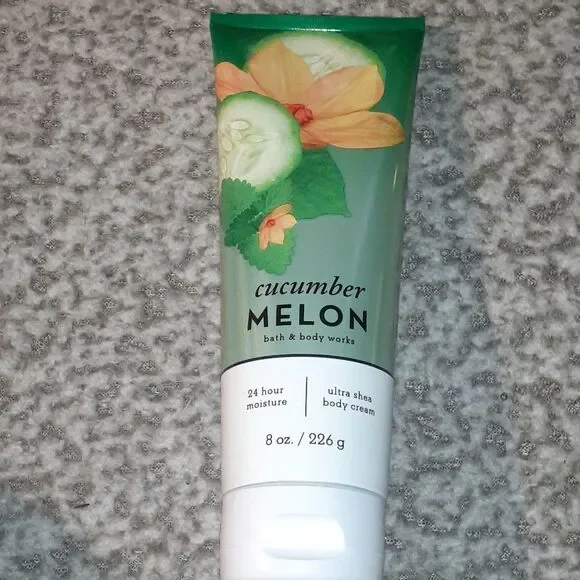 cucumber
MELON
bath & body works
24 hour
moisture
ultra shea
body cream
8 oz. / 226 g